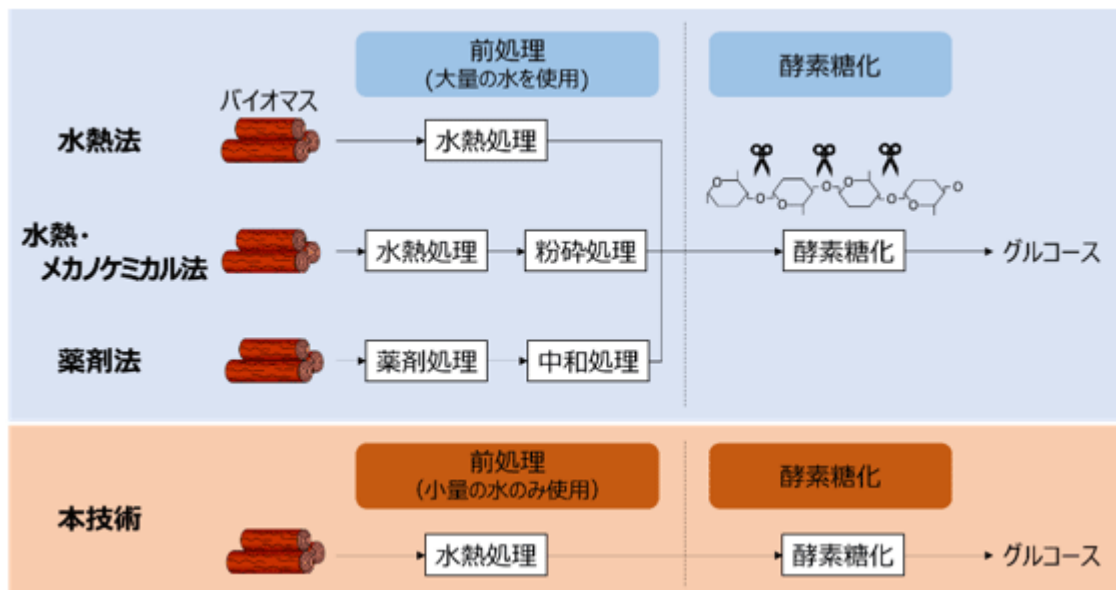 前処理
(大量の水を使用)
酵素糖化
バイオマス
水熱法
水熱処理
水熱・
メカノケミカル法
水熱処理
粉砕処理
酵素糖化
グルコース
薬剤法
薬剤処理
中和処理
前処理
(小量の水のみ使用)
酵素糖化
本技術
水熱処理
酵素糖化
グルコース